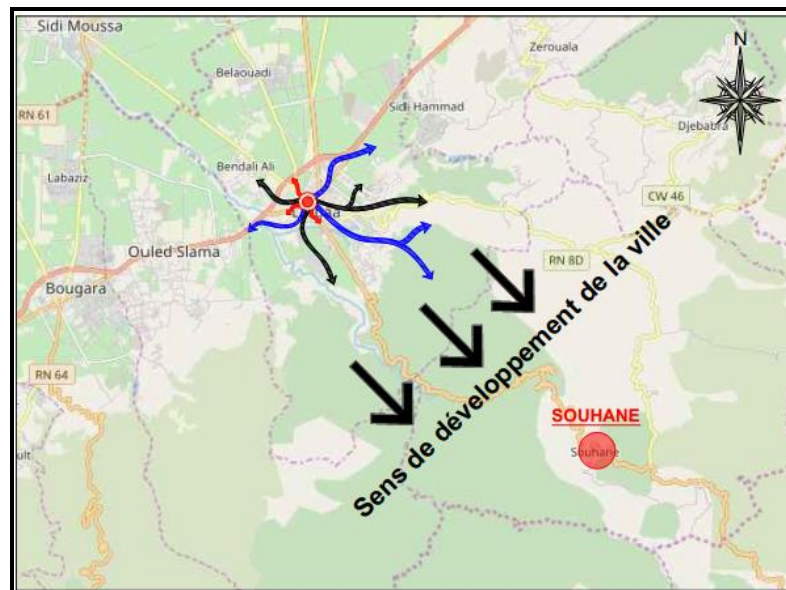 Sidi Moussa
Zerouala
N
Belaouadi
RN 61
Sidi Hammad
Djebabra
Bendali Ali
Labaziz
CW 46
Ouled Slama
RN 8D
Bougara
RN 64
Sens de développement de la ville
SOUHANE
Souhane